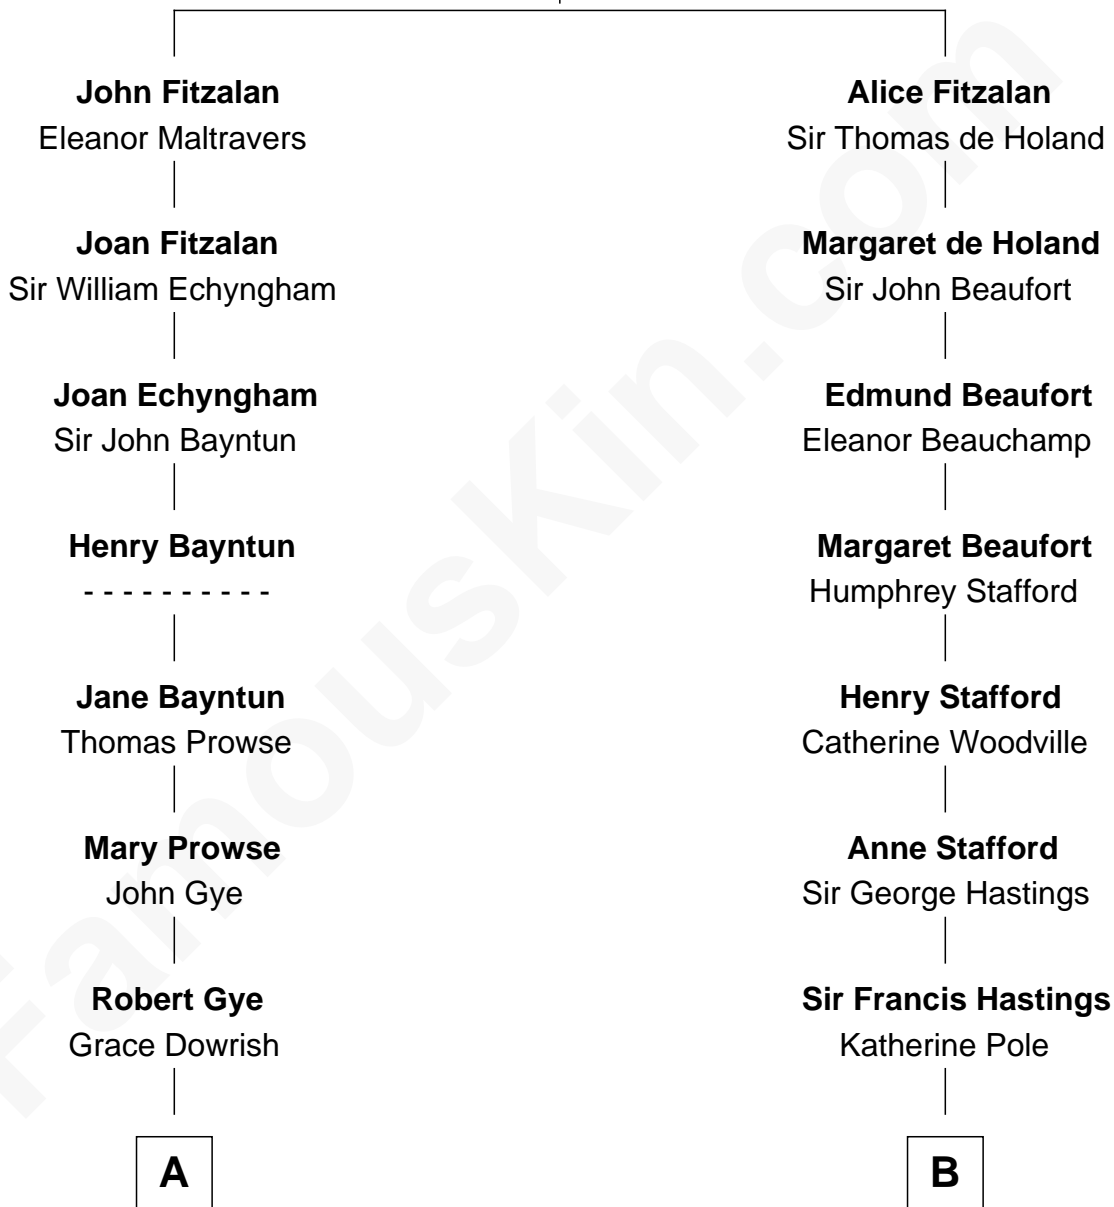 John Fitzalan
Eleanor Maltravers
Joan Fitzalan
Sir William Echyngham
Joan Echyngham
Sir John Bayntun
Henry Bayntun
- - - - - - - - - -
Jane Bayntun
Thomas Prowse
Mary Prowse
John Gye
Robert Gye
Grace Dowrish
A
Alice Fitzalan
Sir Thomas de Holand
Margaret de Holand
Sir John Beaufort
Edmund Beaufort
Eleanor Beauchamp
Margaret Beaufort
Humphrey Stafford
Henry Stafford
Catherine Woodville
Anne Stafford
Sir George Hastings
Sir Francis Hastings
Katherine Pole
B
FamousKin.com